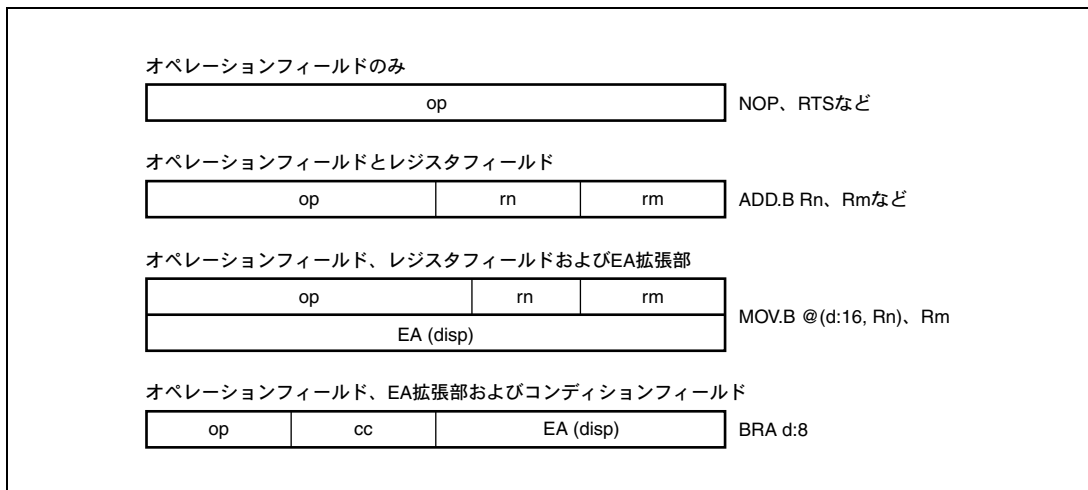 オペレーションフィールドのみ
op
NOP、RTSなど
オペレーションフィールドとレジスタフィールド
op rn rm
ADD.B Rn、Rmなど
オペレーションフィールド、レジスタフィールドおよびEA拡張部
op rn rm
EA (disp)
MOV.B @(d:16, Rn)、Rm
オペレーションフィールド、EA拡張部およびコンディションフィールド
op cc EA (disp)
BRA d:8